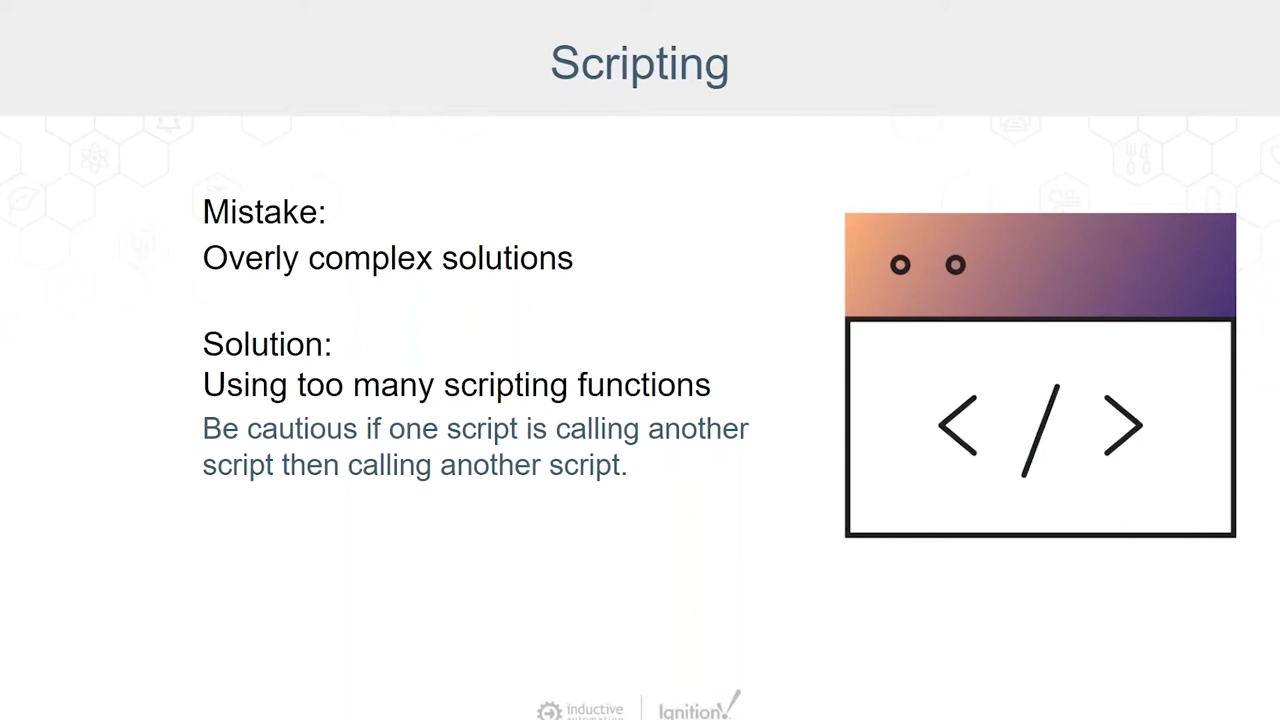 Scripting
Mistake:
Overly complex solutions
Solution:
Using too many scripting functions
Be cautious if one script is calling another
script then calling another script.
inductive
automation
Ignition!